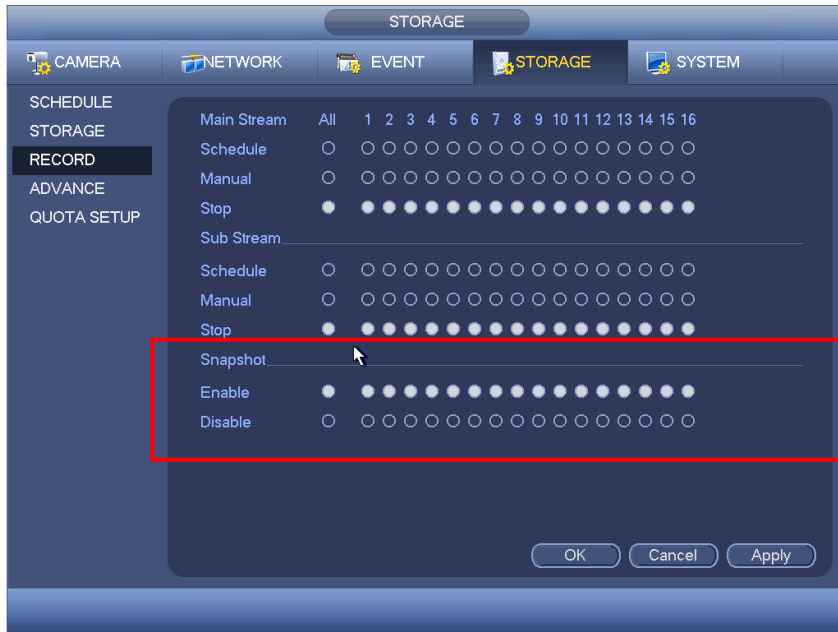 STORAGE
CAMERA NETWORK EVENT STORAGE SYSTEM
SCHEDULE
STORAGE
RECORD
ADVANCE
QUOTA SETUP
Main Stream All 1 2 3 4 5 6 7 8 9 10 11 12 13 14 15 16
Schedule
Manual
Stop
Sub Stream
Schedule
Manual
Stop
Snapshot
Enable
Disable
OK Cancel Apply